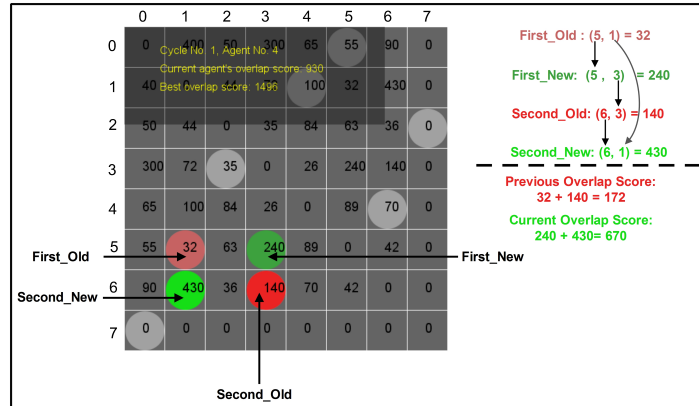 0 1 2 3 4 5 6 7
0 0 400 50 300 65 55 90 0
Cycle No: 1, Agent No. 4
Current agent's overlap score: 930
1 40 44 100 32 430 0
Best overlap score: 1496
2 50 44 0 35 84 63 36 0
3 300 72 35 0 26 240 140 0
4 65 100 84 26 0 89 70 0
5 55 32 63 240 89 0 42 0
6 90 430 36 140 70 42 0 0
7 0 0 0 0 0 0 0 0
First_Old
Second_New
First_New
Second_Old
First_Old : (5, 1) = 32
First_New: (5 , 3) = 240
Second_Old: (6, 3) = 140
Second_New: (6, 1) = 430
Previous Overlap Score:
32 + 140 = 172
Current Overlap Score:
240 + 430= 670